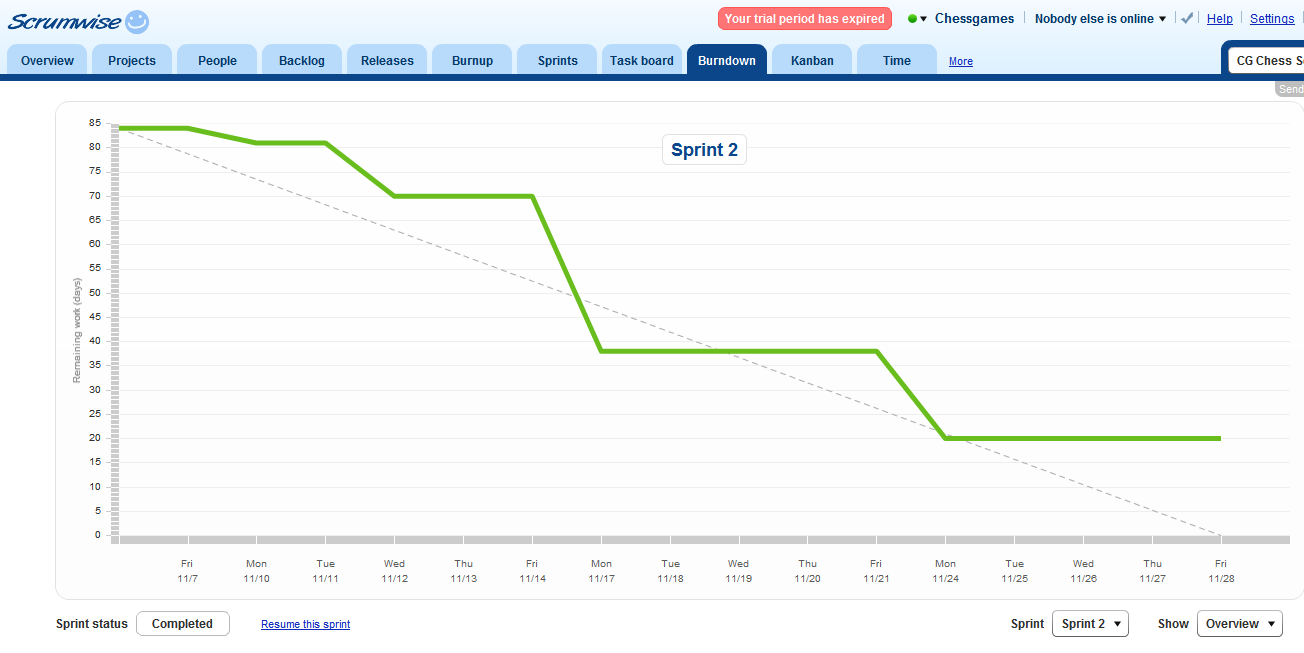 Scrumwise
Your trial period has expired
Chessgames
Nobody else is online
Help
Settings
Overview
Projects
People
Backlog
Releases
Burnup
Sprints
Task board
Burndown
Kanban
Time
More
CG Chess S
Send
Sprint 2
Remaining work (days)
85
80
75
70
65
60
55
50
45
40
35
30
25
20
15
10
5
0
Fri
11/7
Mon
11/10
Tue
11/11
Wed
11/12
Thu
11/13
Fri
11/14
Mon
11/17
Tue
11/18
Wed
11/19
Thu
11/20
Fri
11/21
Mon
11/24
Tue
11/25
Wed
11/26
Thu
11/27
Fri
11/28
Sprint status
Completed
Resume this sprint
Sprint
Sprint 2
Show
Overview